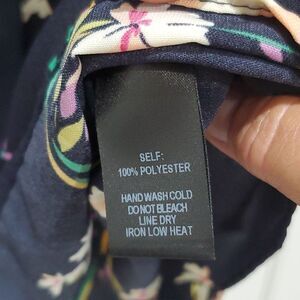 SELF:
100% POLYESTER
HAND WASH COLD
DO NOT BLEACH
LINE DRY
IRON LOW HEAT